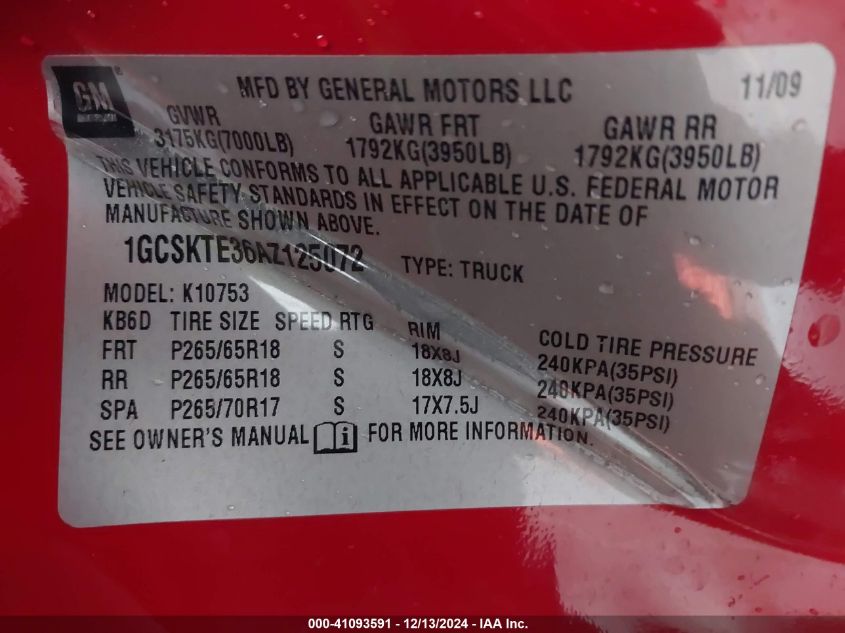 GM
MFD BY GENERAL MOTORS LLC 11/09
GVWR GAWR FRT GAWR RR
3175KG(7000LB) 1792KG(3950LB) 1792KG(3950LB)
THIS VEHICLE CONFORMS TO ALL APPLICABLE U.S. FEDERAL MOTOR
VEHICLE SAFETY STANDARDS IN EFFECT ON THE DATE OF
MANUFACTURE SHOWN ABOVE.
1GCSKTE36AZ125072 TYPE: TRUCK
MODEL: K10753
KB6D TIRE SIZE SPEED RTG RIM COLD TIRE PRESSURE
FRT P265/65R18 S 18X8J 240KPA(35PSI)
RR P265/65R18 S 18X8J 240KPA(35PSI)
SPA P265/70R17 S 17X7.5J 240KPA(35PSI)
SEE OWNER'S MANUAL i FOR MORE INFORMATION.
000-41093591 - 12/13/2024 - IAA Inc.